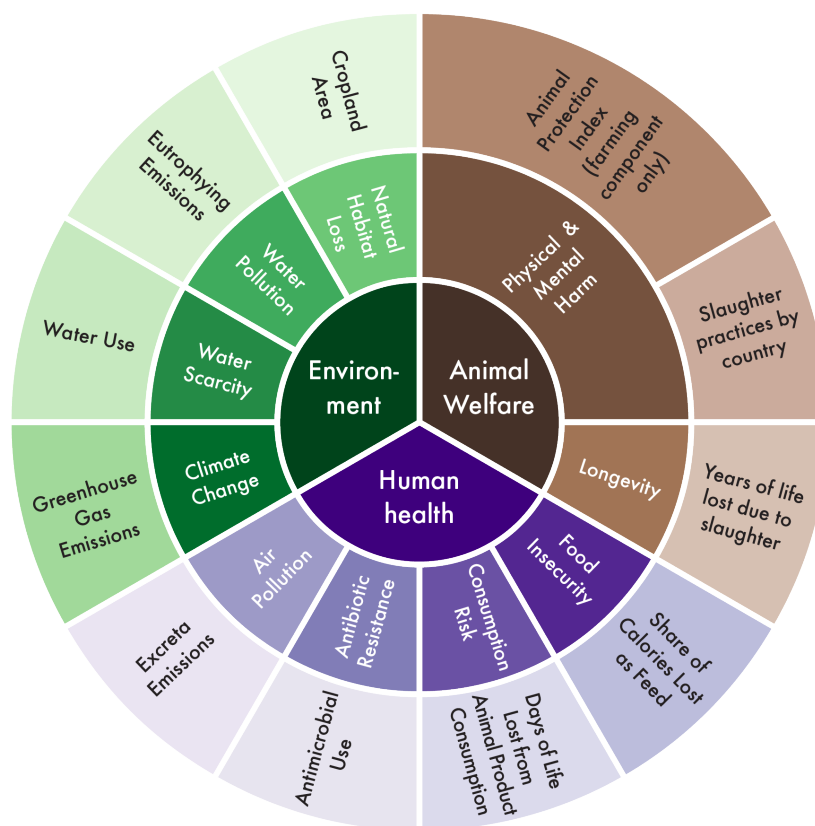 Environ-
ment
Animal
Welfare
Human
health
Natural
Habitat
Loss
Water
Pollution
Water
Scarcity
Climate
Change
Physical &
Mental
Harm
Longevity
Food
Insecurity
Consumption
Risk
Antibiotic
Resistance
Air
Pollution
Cropland
Area
Eutrophying
Emissions
Water Use
Greenhouse
Gas
Emissions
Animal
Protection
Index
(farming
component
only)
Slaughter
practices by
country
Years of life
lost due to
slaughter
Share of
Calories Lost
as Feed
Days of Life
Lost from
Animal Product
Consumption
Antimicrobial
Use
Excreta
Emissions